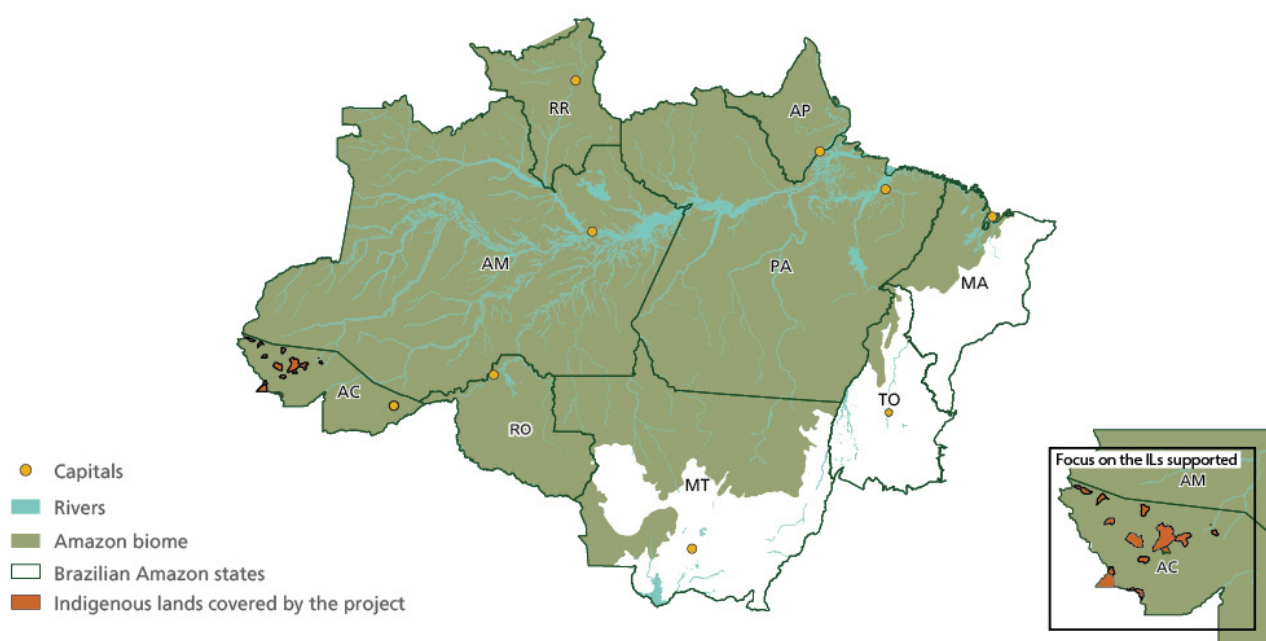 RR
AP
AM
PA
MA
AC
TO
RO
MT
Capitals
Rivers
Amazon biome
Brazilian Amazon states
Indigenous lands covered by the project
Focus on the ILs supported
AM
AC